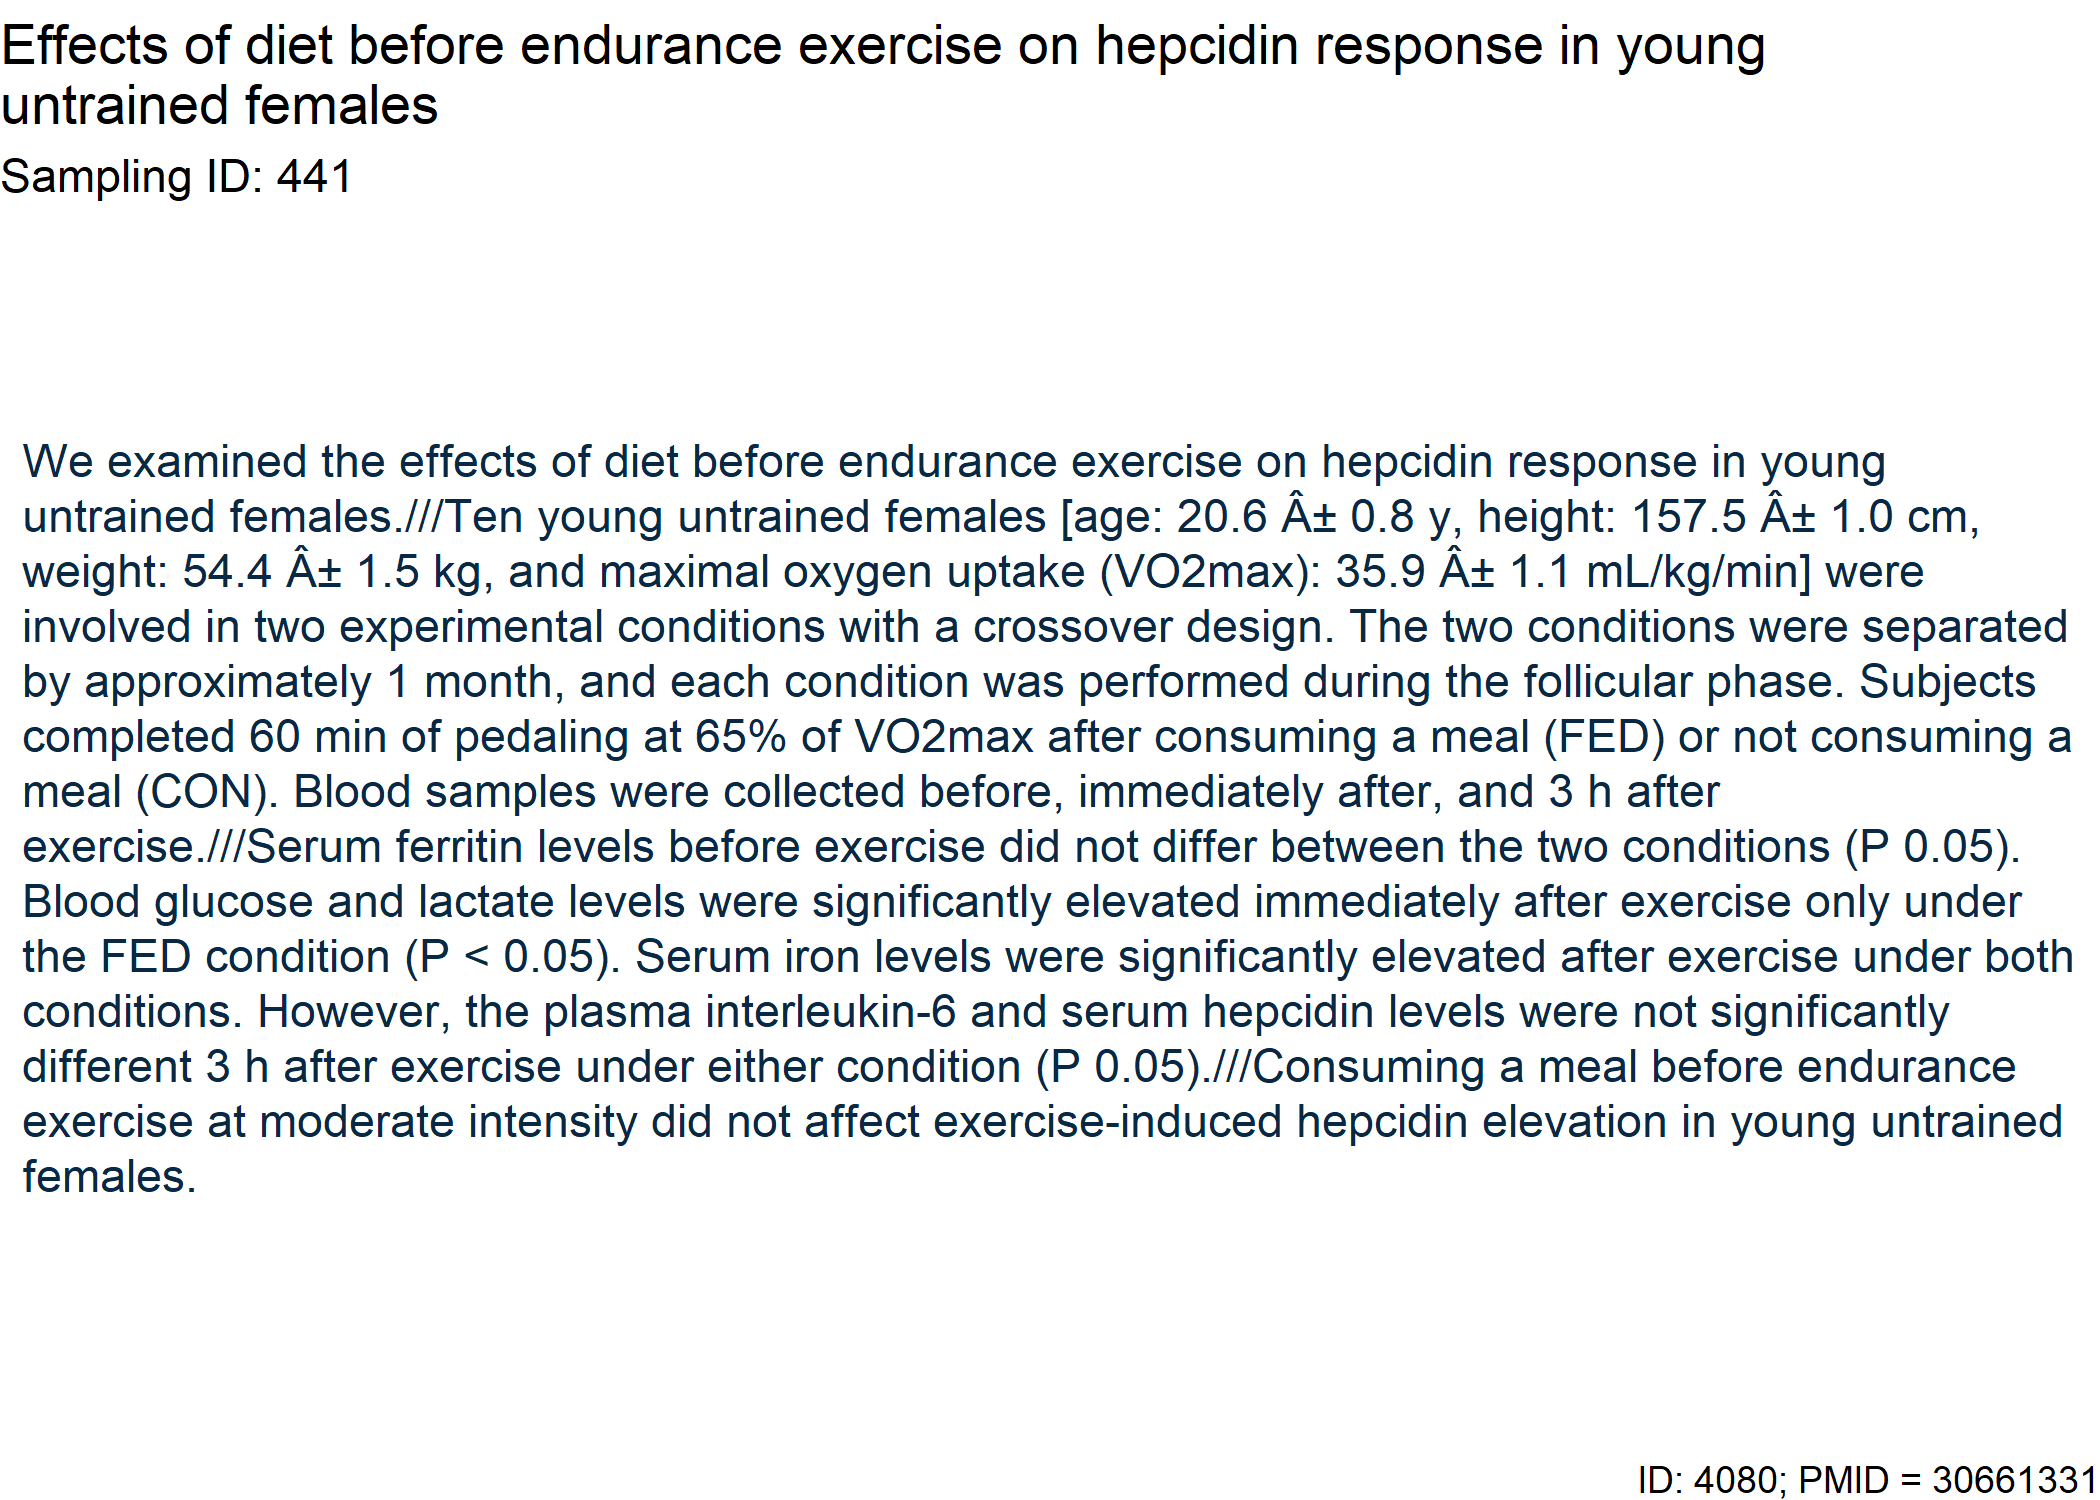 Effects of diet before endurance exercise on hepcidin response in young
untrained females
Sampling ID: 441
We examined the effects of diet before endurance exercise on hepcidin response in young
untrained females.///Ten young untrained females [age: 20.6 Â± 0.8 y, height: 157.5 Â± 1.0 cm,
weight: 54.4 Â± 1.5 kg, and maximal oxygen uptake (VO2max): 35.9 Â± 1.1 mL/kg/min] were
involved in two experimental conditions with a crossover design. The two conditions were separated
by approximately 1 month, and each condition was performed during the follicular phase. Subjects
completed 60 min of pedaling at 65% of VO2max after consuming a meal (FED) or not consuming a
meal (CON). Blood samples were collected before, immediately after, and 3 h after
exercise.///Serum ferritin levels before exercise did not differ between the two conditions (P 0.05).
Blood glucose and lactate levels were significantly elevated immediately after exercise only under
the FED condition (P < 0.05). Serum iron levels were significantly elevated after exercise under both
conditions. However, the plasma interleukin-6 and serum hepcidin levels were not significantly
different 3 h after exercise under either condition (P 0.05).///Consuming a meal before endurance
exercise at moderate intensity did not affect exercise-induced hepcidin elevation in young untrained
females.
ID: 4080; PMID = 30661331